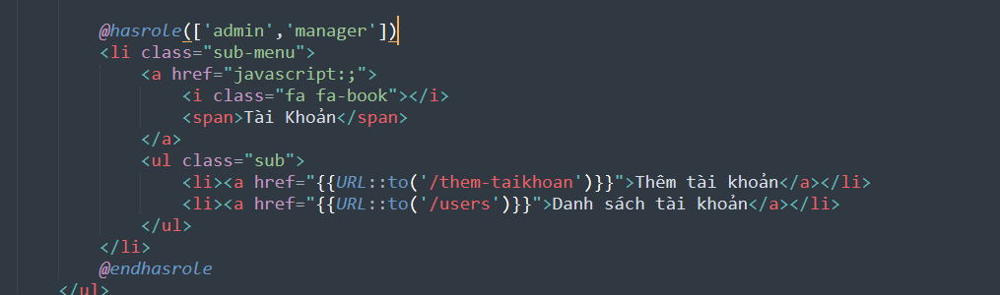 @hasrole(['admin','manager'])
<li class="sub-menu">
<a href="javascript:;">
<i class="fa fa-book"></i>
<span>Tài Khoản</span>
</a>
<ul class="sub">
<li><a href="{{URL::to('/them-taikhoan')}}">Thêm tài khoản</a></li>
<li><a href="{{URL::to('/users')}}">Danh sách tài khoản</a></li>
</ul>
</li>
@endhasrole
</ul>